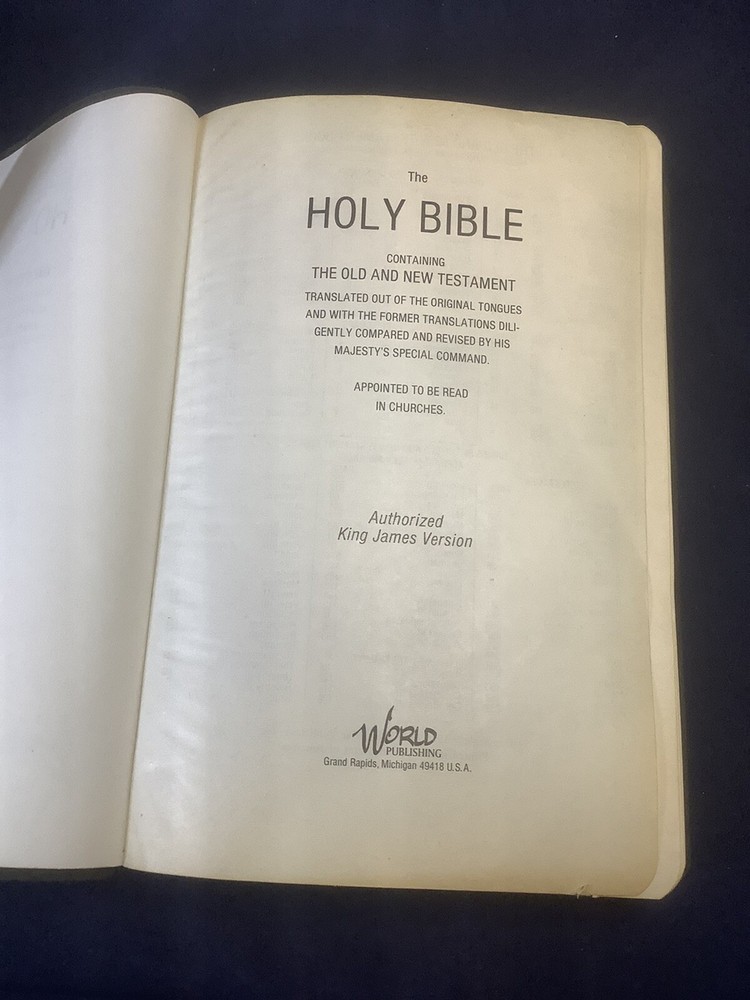 The
HOLY BIBLE
CONTAINING
THE OLD AND NEW TESTAMENT
TRANSLATED OUT OF THE ORIGINAL TONGUES
AND WITH THE FORMER TRANSLATIONS DILI-
GENTLY COMPARED AND REVISED BY HIS
MAJESTY'S SPECIAL COMMAND.
APPOINTED TO BE READ
IN CHURCHES.
Authorized
King James Version
WORLD
PUBLISHING
Grand Rapids, Michigan 49418 U.S.A.